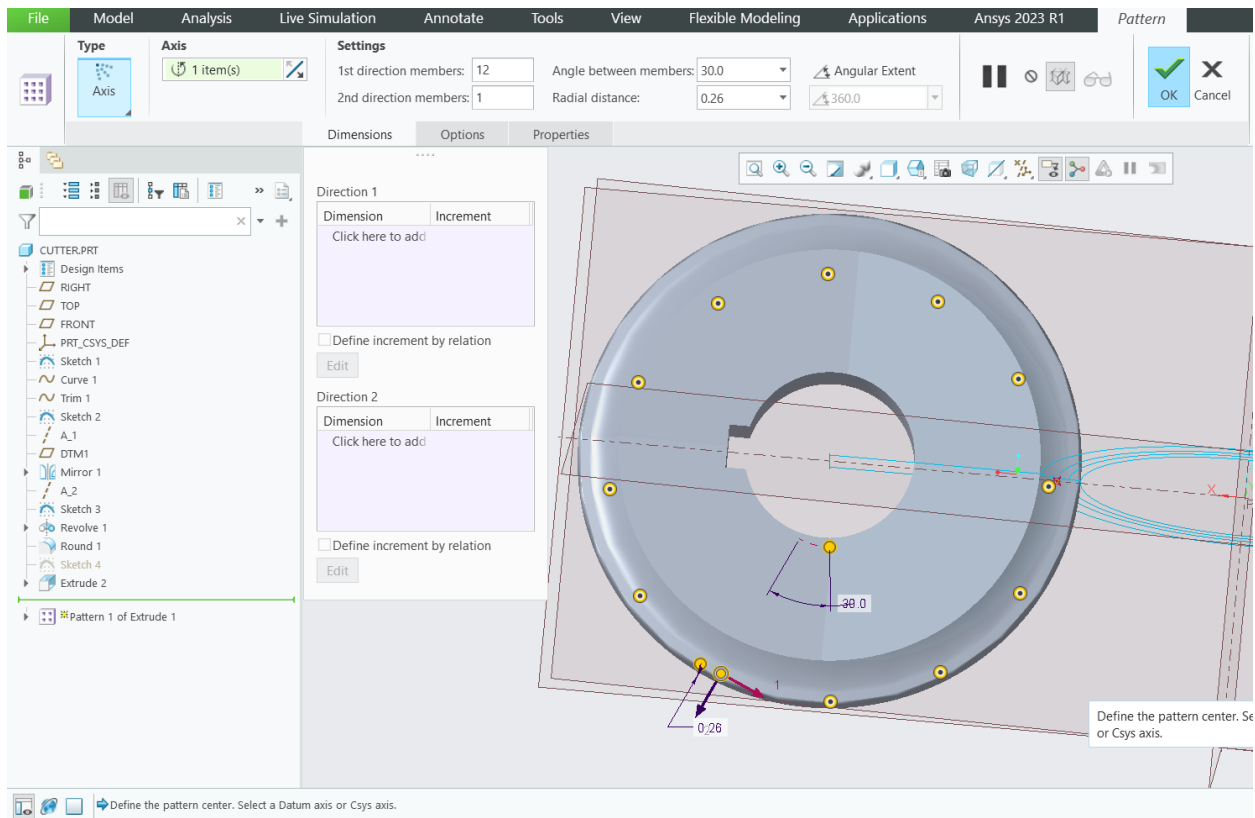 File Model Analysis Live Simulation Annotate Tools View Flexible Modeling Applications Ansys 2023 R1 Pattern
Type Axis Settings
Axis
1 item(s)
1st direction members: 12 Angle between members: 30.0 Angular Extent
2nd direction members: 1 Radial distance: 0.26 360.0
OK Cancel
Dimensions Options Properties
Direction 1
Dimension Increment
Click here to add
Define increment by relation
Edit
Direction 2
Dimension Increment
Click here to add
Define increment by relation
Edit
CUTTER.PRT
Design Items
RIGHT
TOP
FRONT
PRT_CSYS_DEF
Sketch 1
Curve 1
Trim 1
Sketch 2
A_1
DTM1
Mirror 1
A_2
Sketch 3
Revolve 1
Round 1
Sketch 4
Extrude 2
Pattern 1 of Extrude 1
X
30.0
1
0.26
Define the pattern center. Se
or Csys axis.
Define the pattern center. Select a Datum axis or Csys axis.